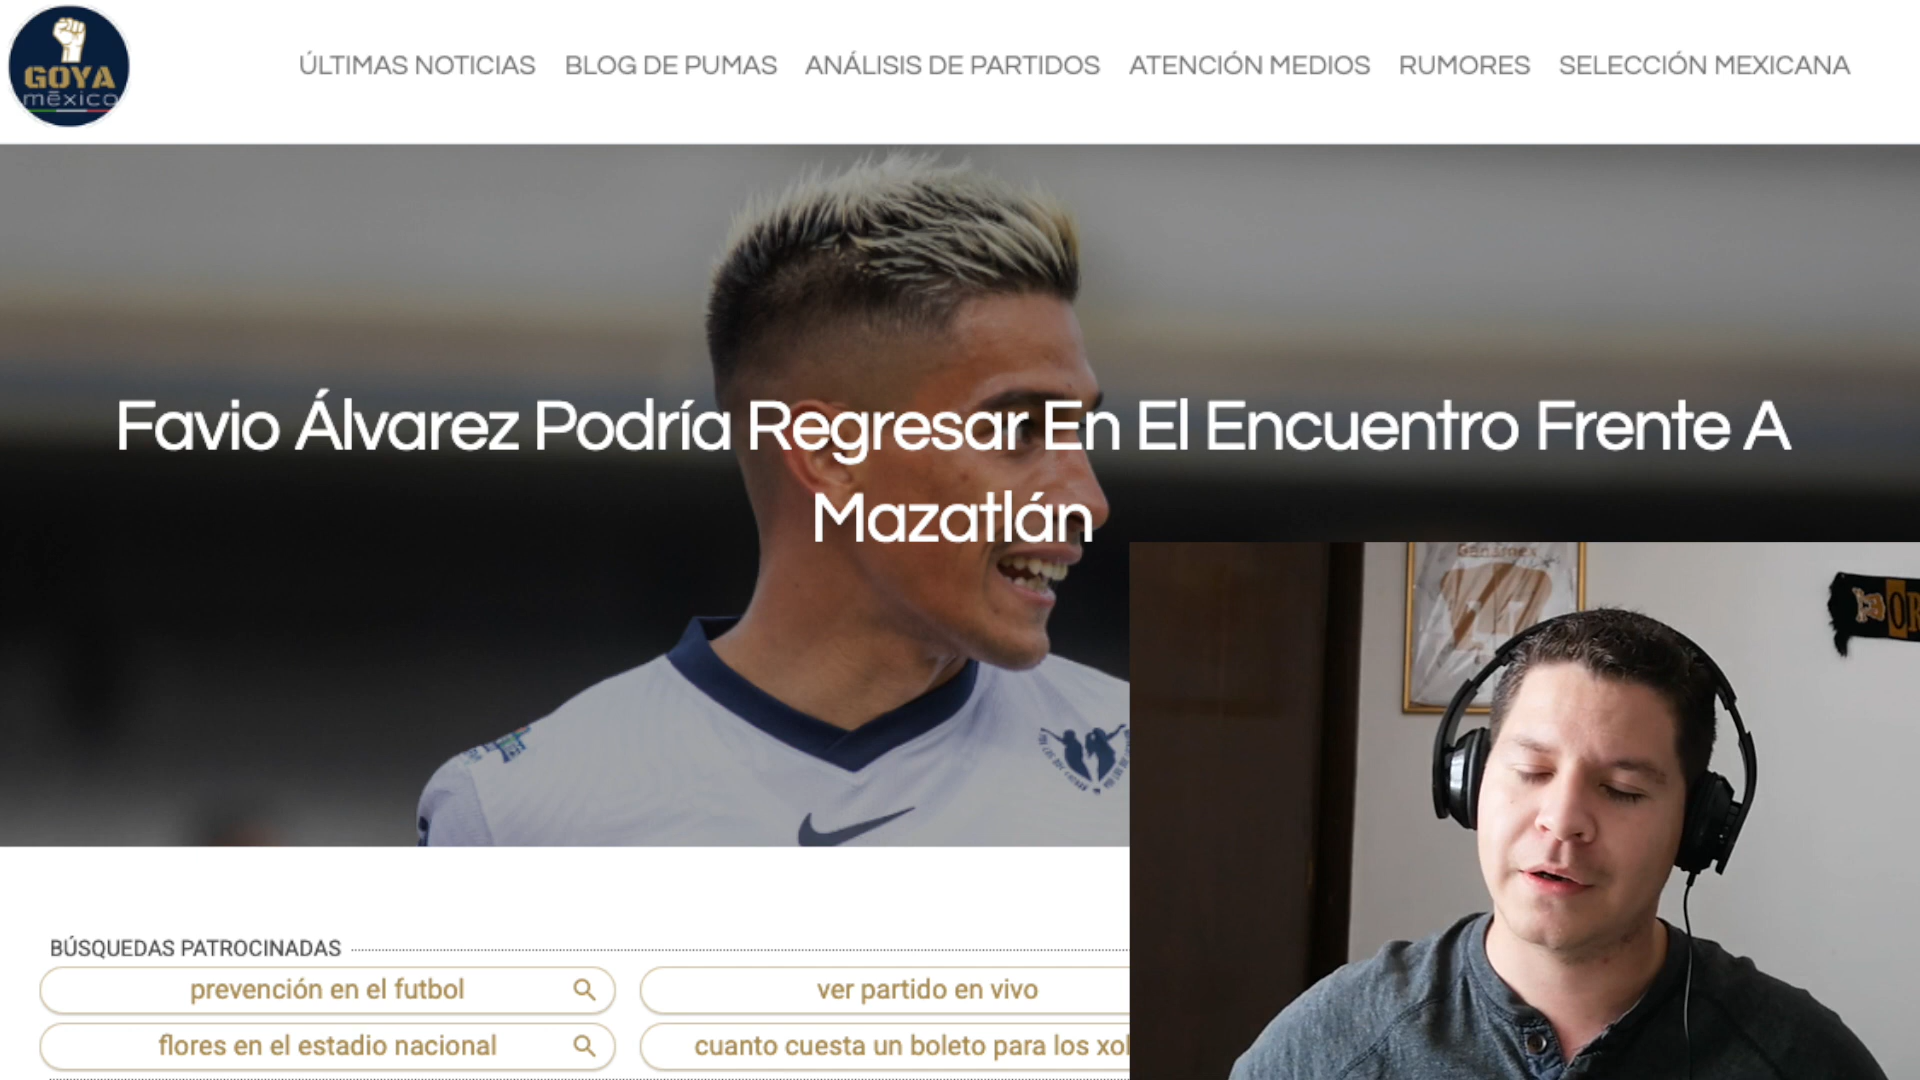 GOYA
méxico
ÚLTIMAS NOTICIAS BLOG DE PUMAS ANÁLISIS DE PARTIDOS ATENCIÓN MEDIOS RUMORES SELECCIÓN MEXICANA
Favio Álvarez Podría Regresar En El Encuentro Frente A
Mazatlán
BÚSQUEDAS PATROCINADAS
prevención en el futbol
ver partido en vivo
flores en el estadio nacional
cuanto cuesta un boleto para los xol